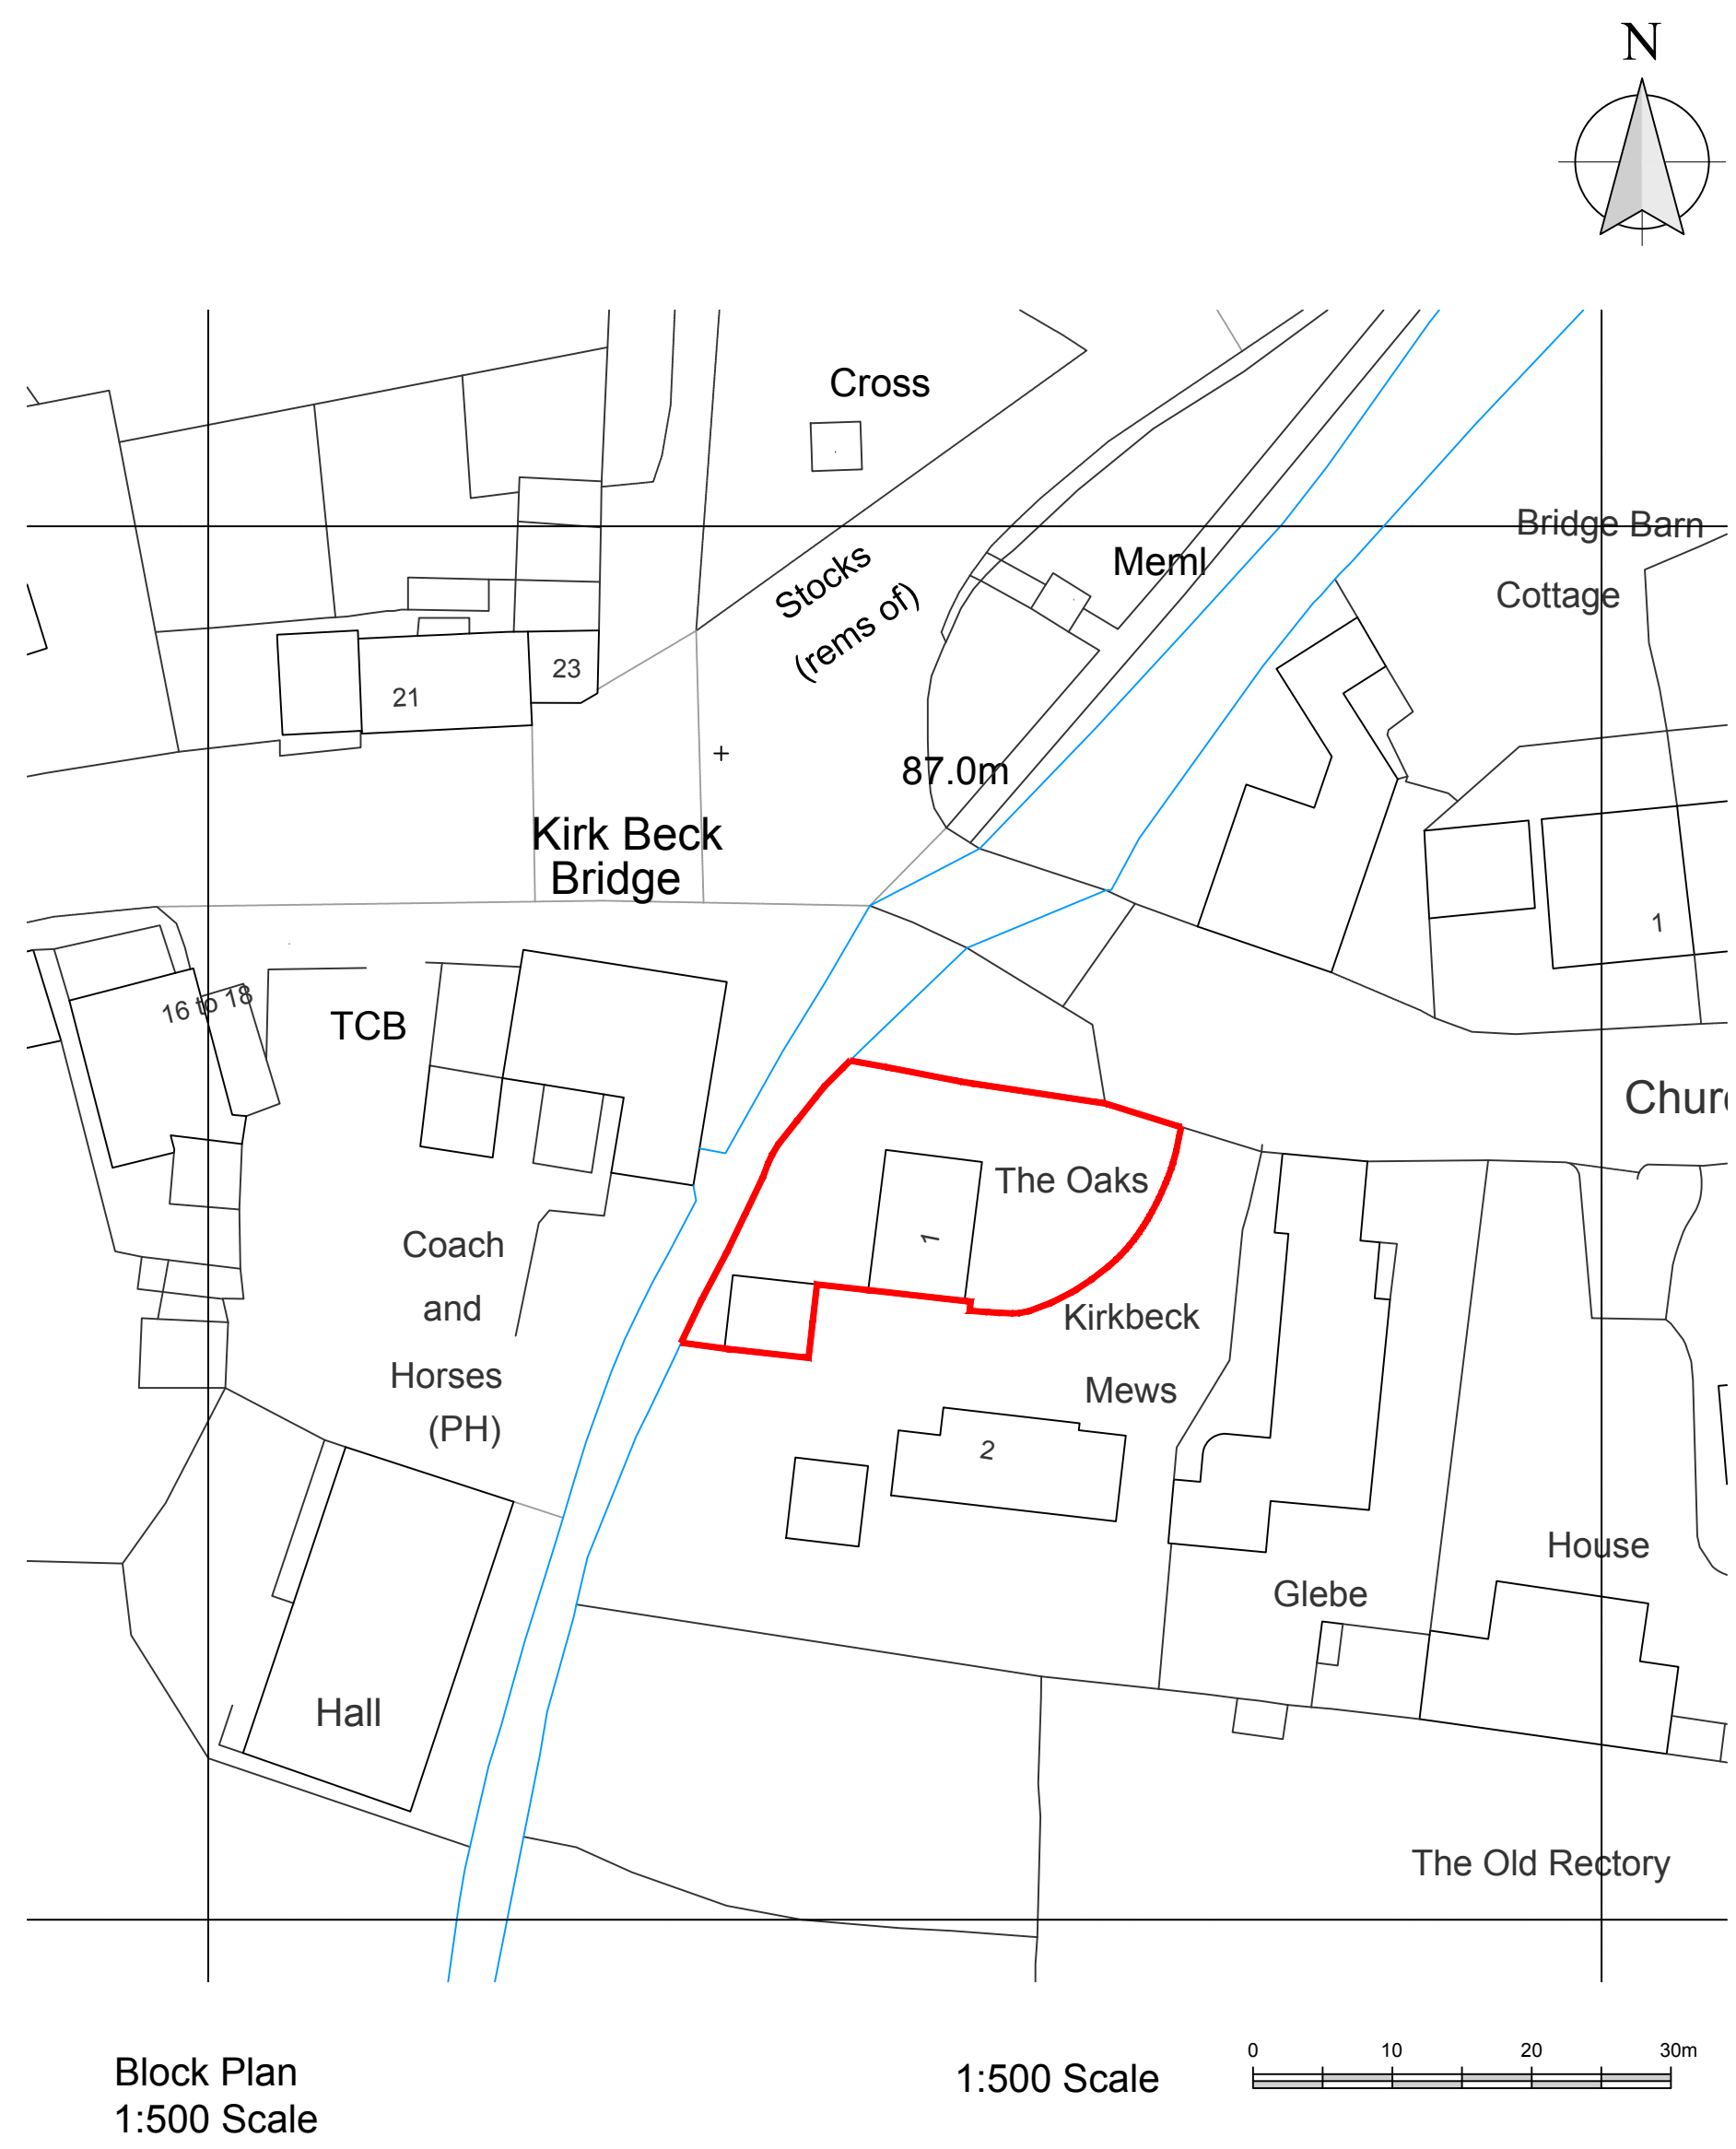 N
Cross
Stocks
(rems of)
Meml
Bridge Barn
Cottage
23
21
87.0m
Kirk Beck
Bridge
1
16 to 18
TCB
The Oaks
1
Coach
and
Horses
(PH)
Kirkbeck
Mews
2
House
Glebe
Hall
The Old Rectory
Block Plan
1:500 Scale
1:500 Scale
0 10 20 30m